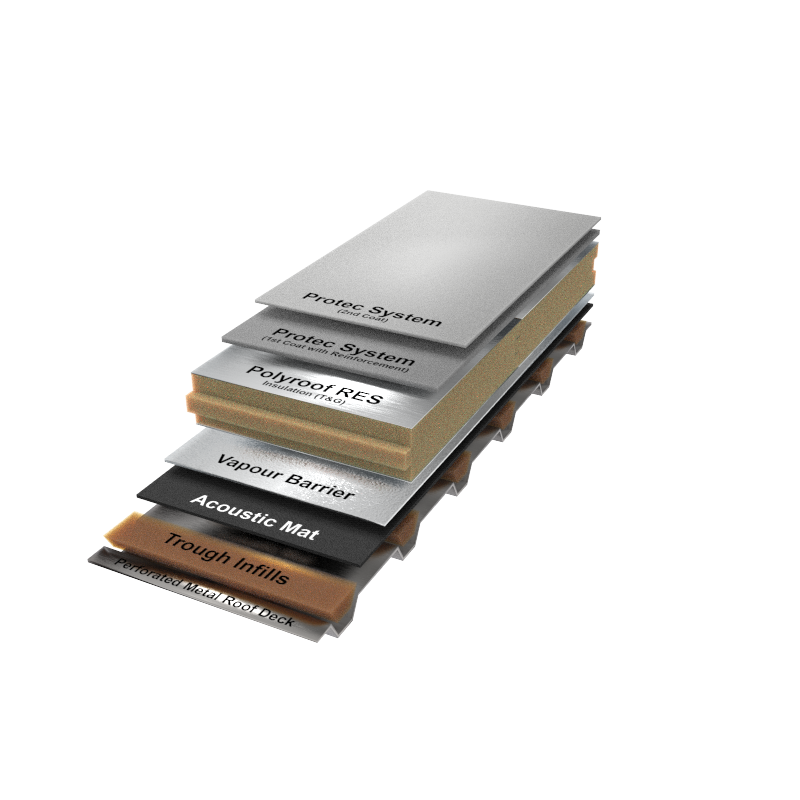 Protec System
(2nd Coat)
Protec System
(1st Coat with Reinforcement)
Polyroof RES
Insulation (T&G)
Vapour Barrier
Acoustic Mat
Trough Infills
Perforated Metal Roof Deck